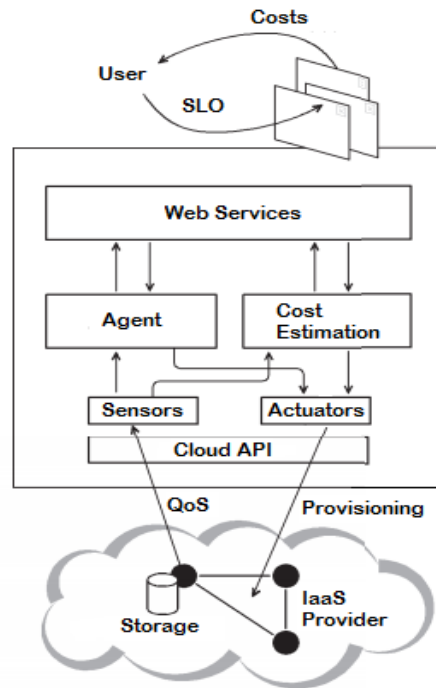 Costs
User
SLO
Web Services
Agent
Cost
Estimation
Sensors
Actuators
Cloud API
QoS
Provisioning
IaaS
Provider
Storage